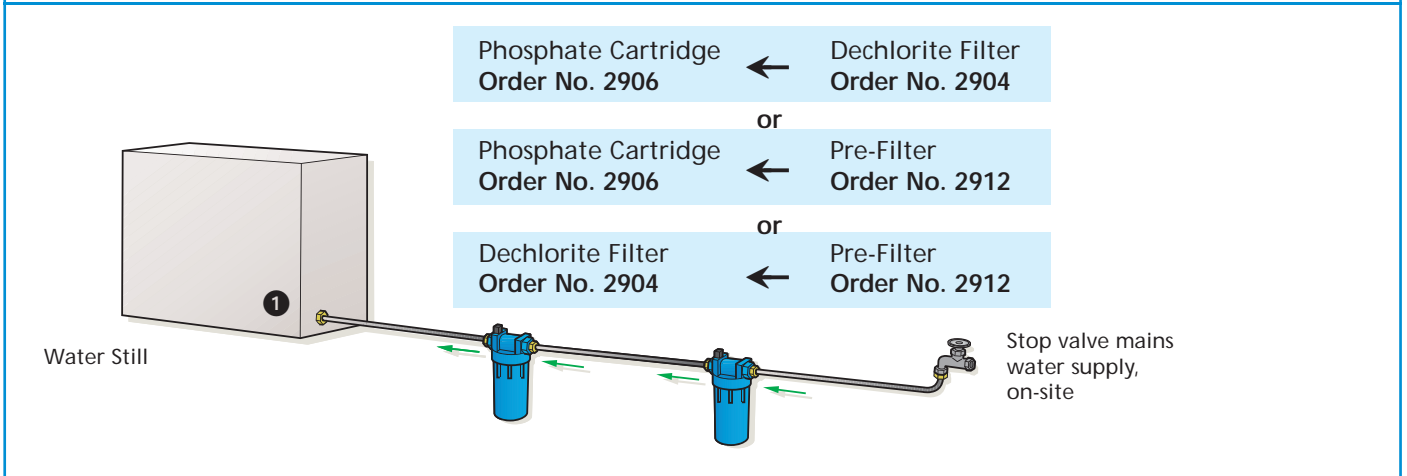 Phosphate Cartridge
Order No. 2906
Dechlorite Filter
Order No. 2904
or
Phosphate Cartridge
Order No. 2906
Pre-Filter
Order No. 2912
or
Dechlorite Filter
Order No. 2904
Pre-Filter
Order No. 2912
1
Water Still
Stop valve mains
water supply,
on-site